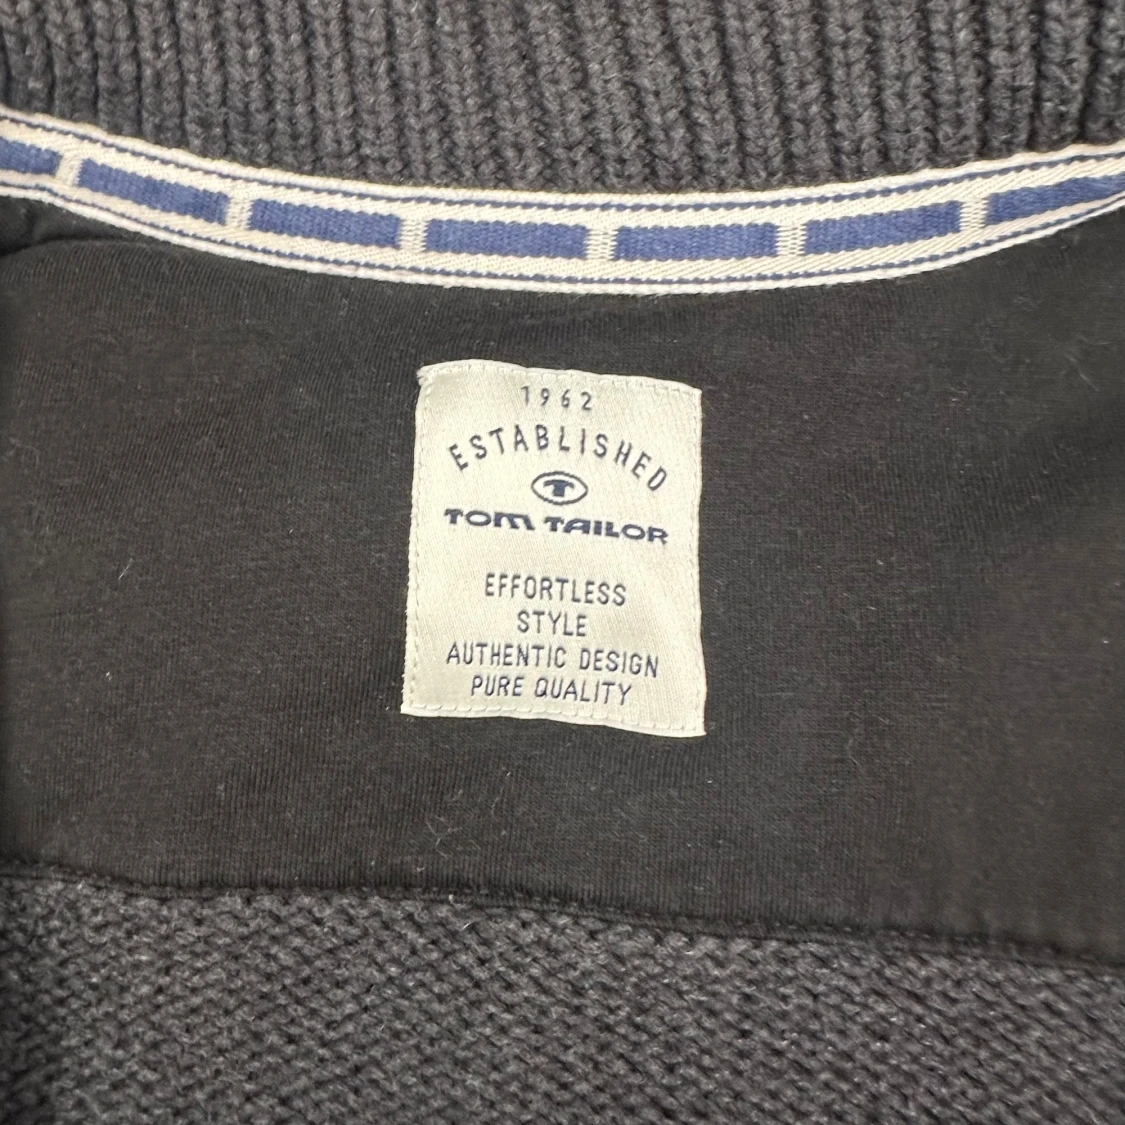 1962
ESTABLISHED
T
TOM TAILOR
EFFORTLESS
STYLE
AUTHENTIC DESIGN
PURE QUALITY